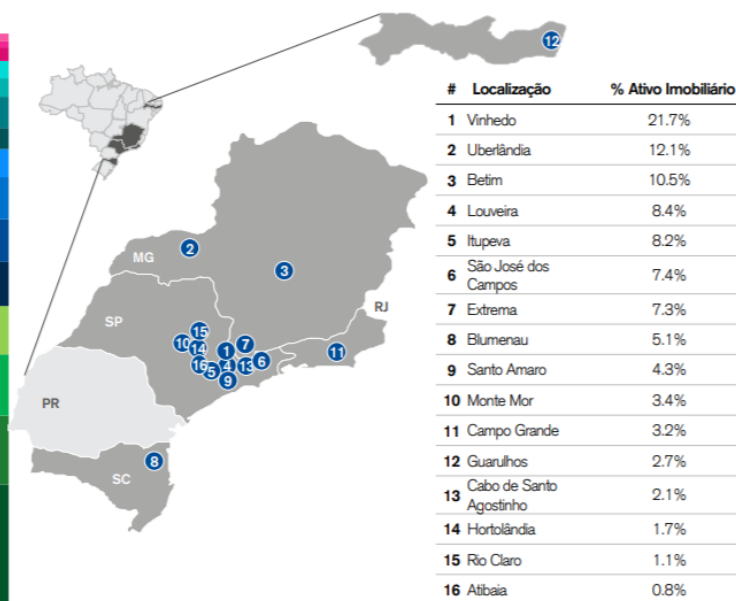 12
# Localização % Ativo Imobiliário
1 Vinhedo 21.7%
2 Uberlândia 12.1%
3 Betim 10.5%
4 Louveira 8.4%
5 Itupeva 8.2%
6 São José dos
Campos 7.4%
7 Extrema 7.3%
8 Blumenau 5.1%
9 Santo Amaro 4.3%
10 Monte Mor 3.4%
11 Campo Grande 3.2%
12 Guarulhos 2.7%
13 Cabo de Santo
Agostinho 2.1%
14 Hortolândia 1.7%
15 Rio Claro 1.1%
16 Atibaia 0.8%
MG
2
3
RJ
SP
15
10
14
1
7
11
16
5
4
13
6
9
PR
SC
8